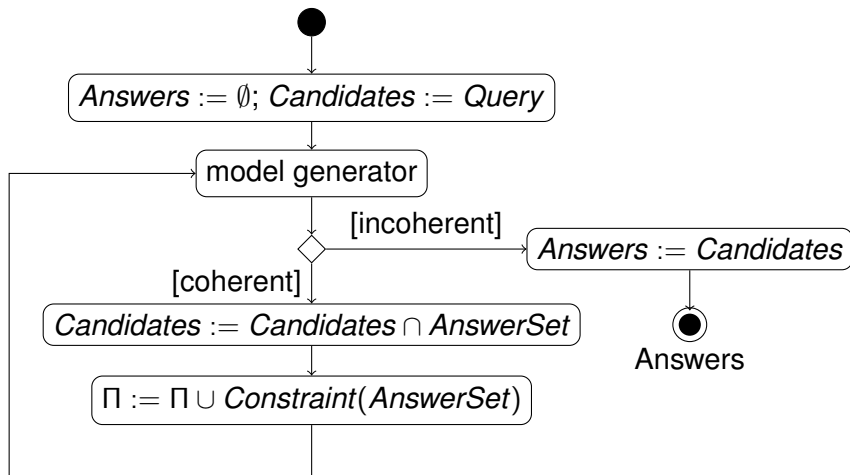 Answers := ∅; Candidates := Query
model generator
[incoherent]
Answers := Candidates
[coherent]
Candidates := Candidates ∩ AnswerSet
Answers
Π := Π ∪ Constraint(AnswerSet)